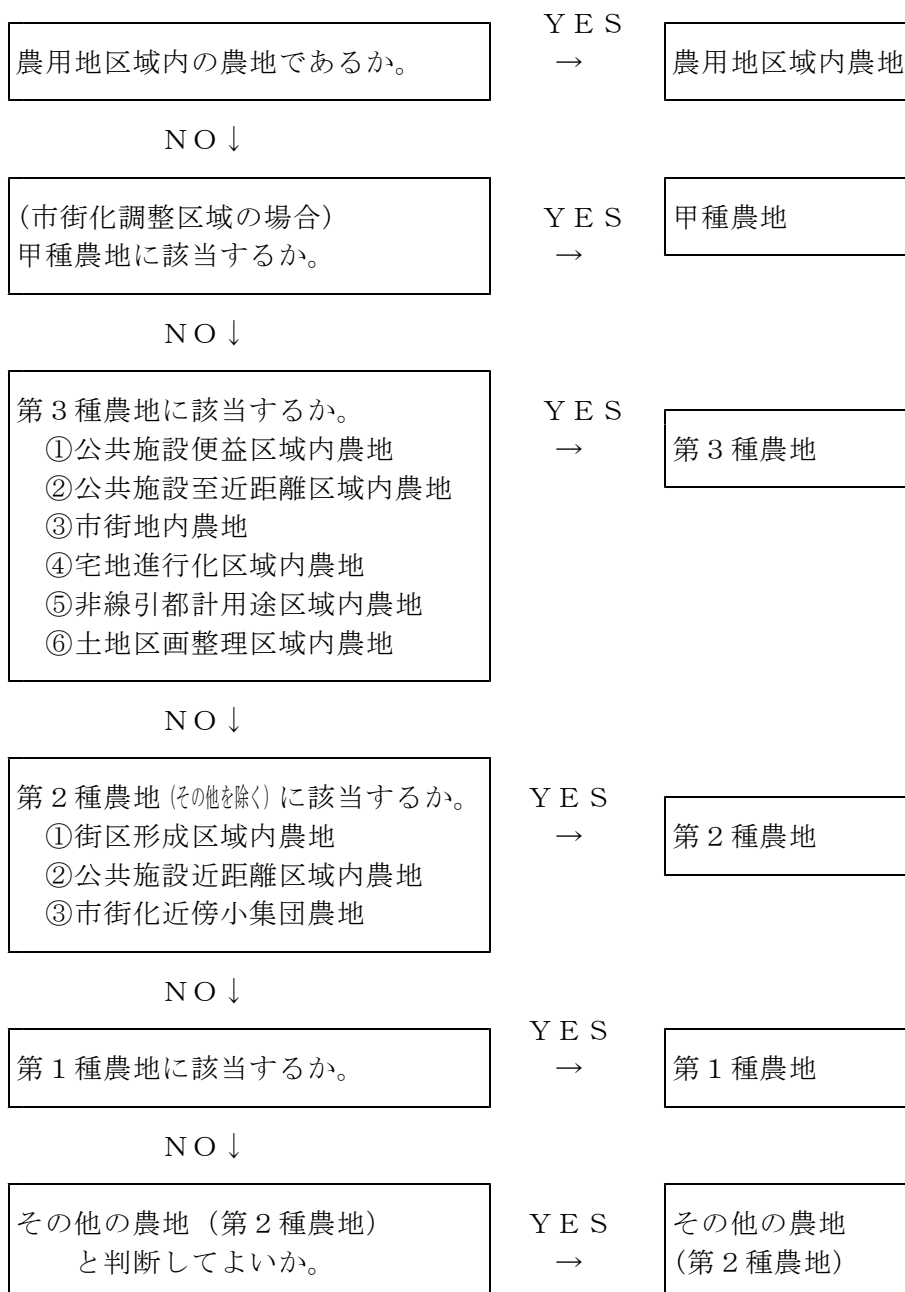 ＹＥＳ
農用地区域内の農地であるか。 → 農用地区域内農地
ＮＯ↓
(市街化調整区域の場合) ＹＥＳ 甲種農地
甲種農地に該当するか。 →
ＮＯ↓
第３種農地に該当するか。 ＹＥＳ
①公共施設便益区域内農地 → 第３種農地
②公共施設至近距離区域内農地
③市街地内農地
④宅地進行化区域内農地
⑤非線引都計用途区域内農地
⑥土地区画整理区域内農地
ＮＯ↓
第２種農地(その他を除く)に該当するか。 ＹＥＳ
①街区形成区域内農地 → 第２種農地
②公共施設近距離区域内農地
③市街化近傍小集団農地
ＮＯ↓
ＹＥＳ
第１種農地に該当するか。 → 第１種農地
ＮＯ↓
その他の農地（第２種農地） ＹＥＳ その他の農地
と判断してよいか。 → (第２種農地)